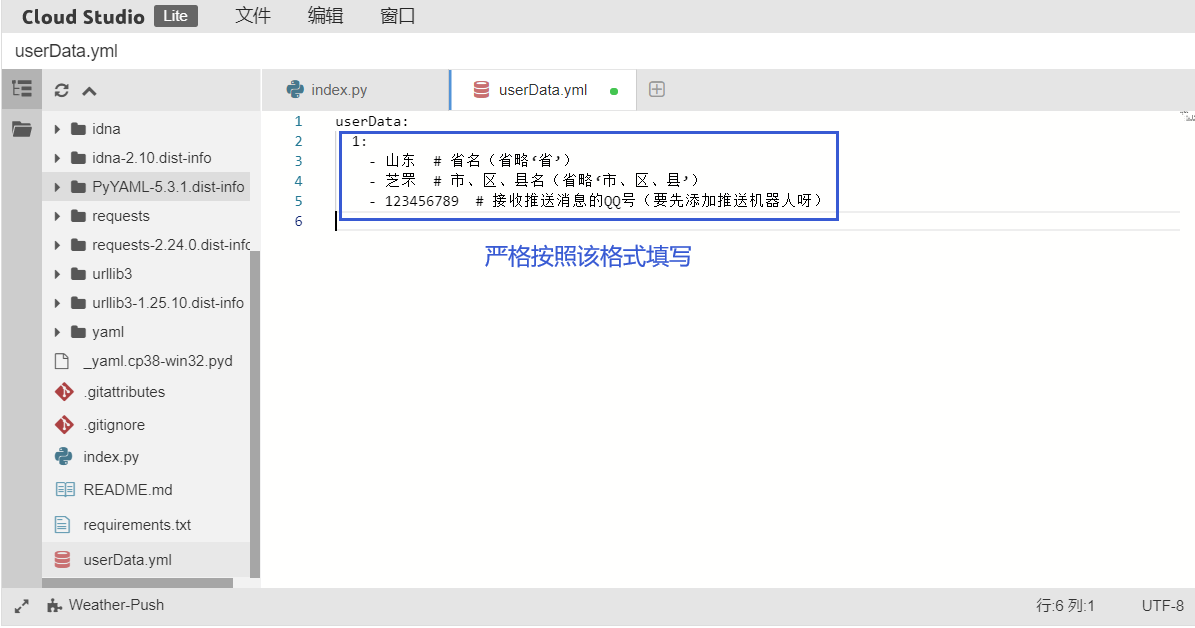 Cloud Studio Lite 文件 编辑 窗口
userData.yml
index.py userData.yml
idna
idna-2.10.dist-info
PyYAML-5.3.1.dist-info
requests
requests-2.24.0.dist-info
urllib3
urllib3-1.25.10.dist-info
yaml
_yaml.cp38-win32.pyd
.gitattributes
.gitignore
index.py
README.md
requirements.txt
userData.yml
1 userData:
2 1:
3 - 山东 # 省名（省略‘省’）
4 - 芝罘 # 市、区、县名（省略‘市、区、县’）
5 - 123456789 # 接收推送消息的QQ号（要先添加推送机器人呀）
6
严格按照该格式填写
Weather-Push 行:6 列:1 UTF-8